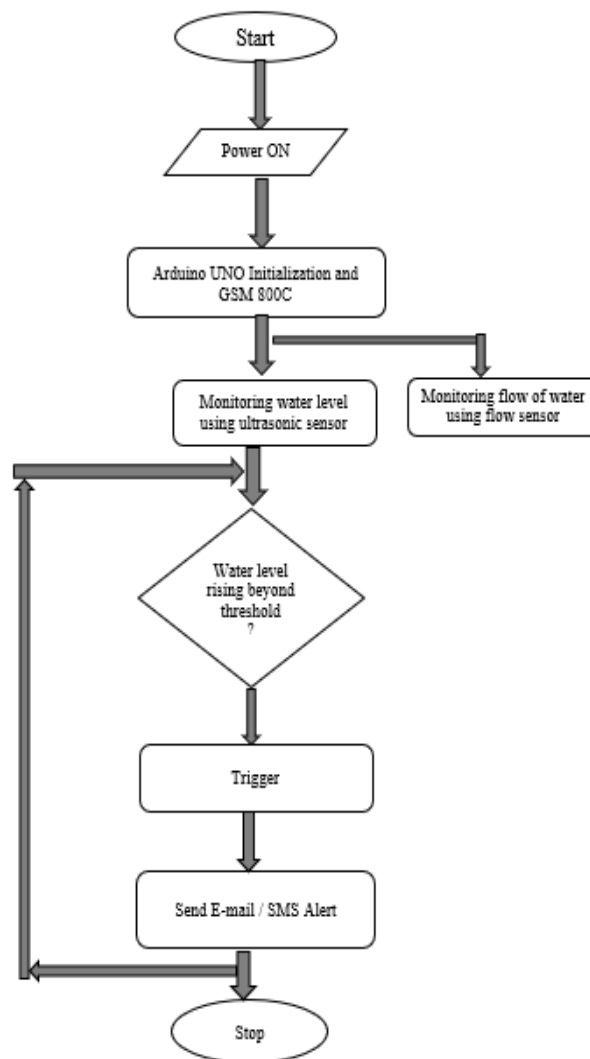 Start
Power ON
Arduino UNO Initialization and
GSM 800C
Monitoring water level
using ultrasonic sensor
Monitoring flow of water
using flow sensor
Water level
rising beyond
threshold
?
Trigger
Send E-mail / SMS Alert
Stop